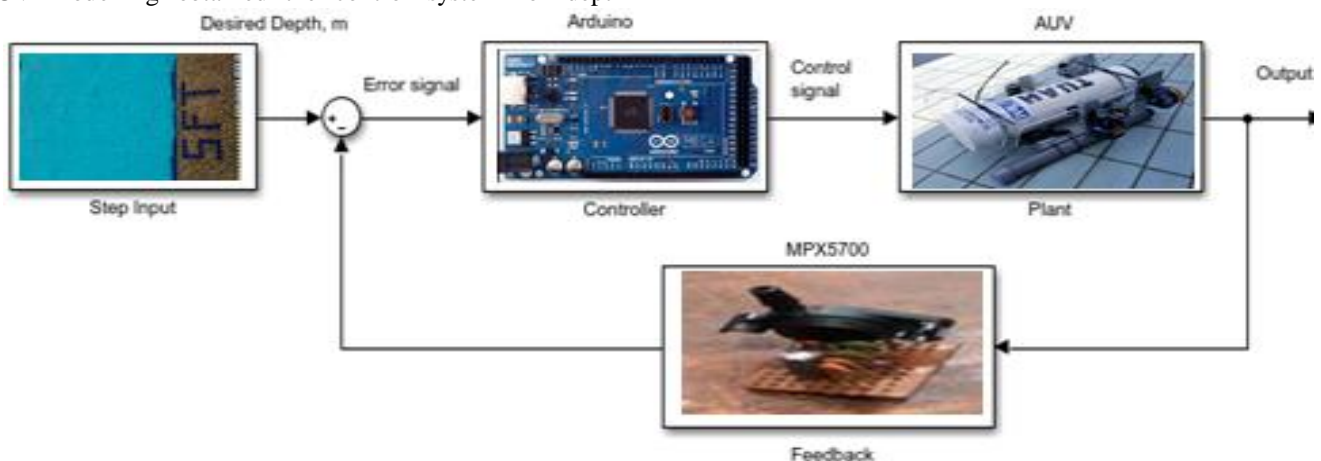 Desired Depth, m
Arduino
AUV
5FT
Error signal
Control
signal
Output
+
−
Step Input
Controller
Plant
MPX5700
Feedback